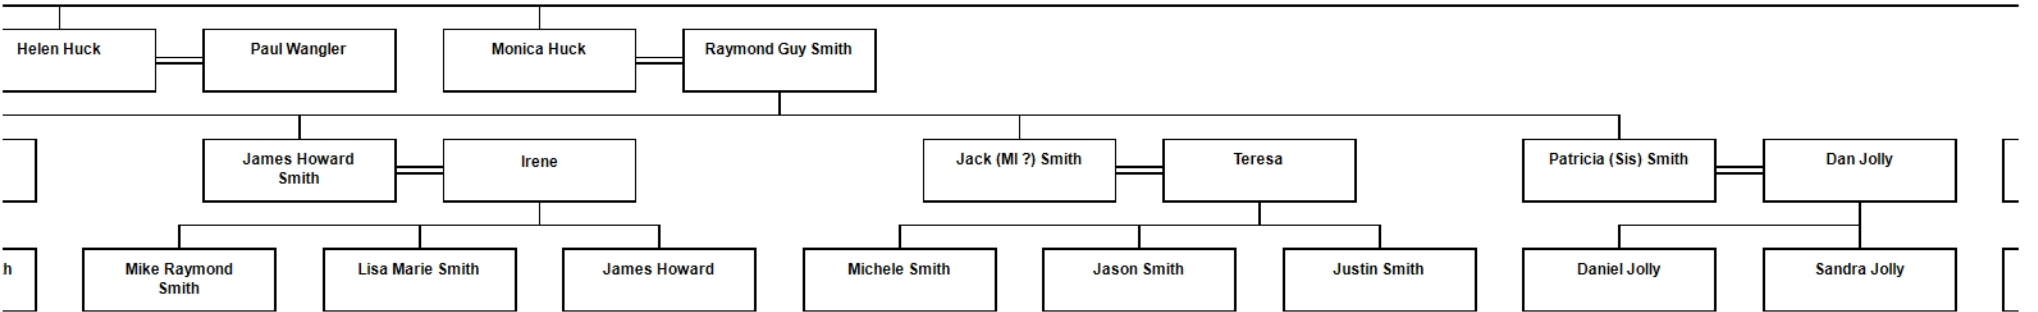 Helen Huck
Paul Wangler
Monica Huck
Raymond Guy Smith
James Howard
Smith
Irene
Jack (MI ?) Smith
Teresa
Patricia (Sis) Smith
Dan Jolly
h
Mike Raymond
Smith
Lisa Marie Smith
James Howard
Michele Smith
Jason Smith
Justin Smith
Daniel Jolly
Sandra Jolly